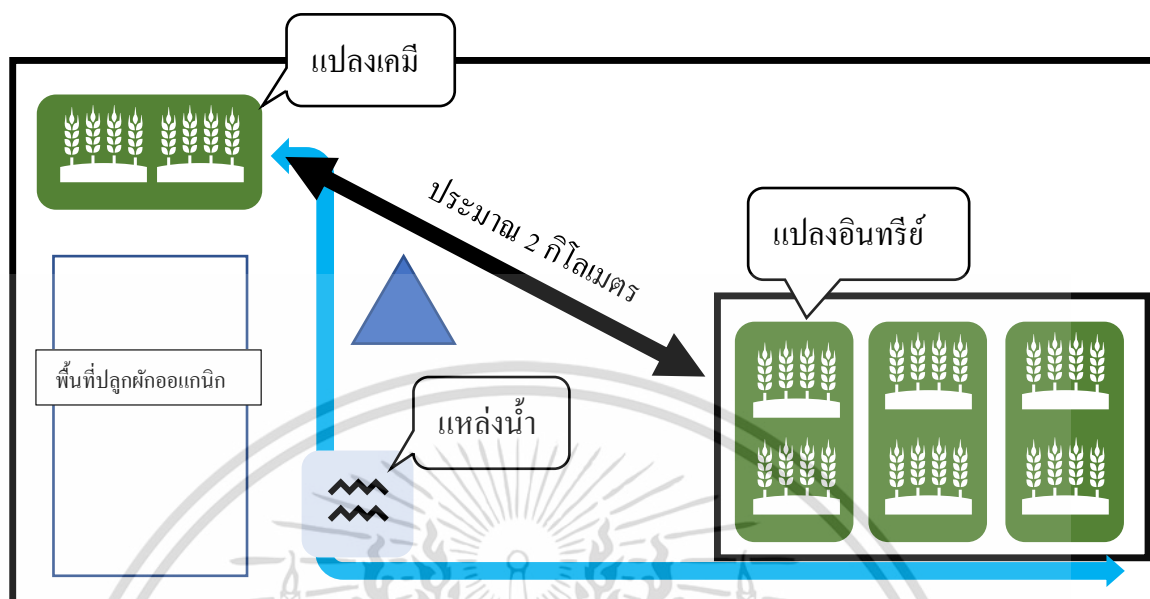 แปลงเคมี
ประมาณ 2 กิโลเมตร
แปลงอินทรีย์
พื้นที่ปลูกผักออแกนิก
แหล่งน้ำ